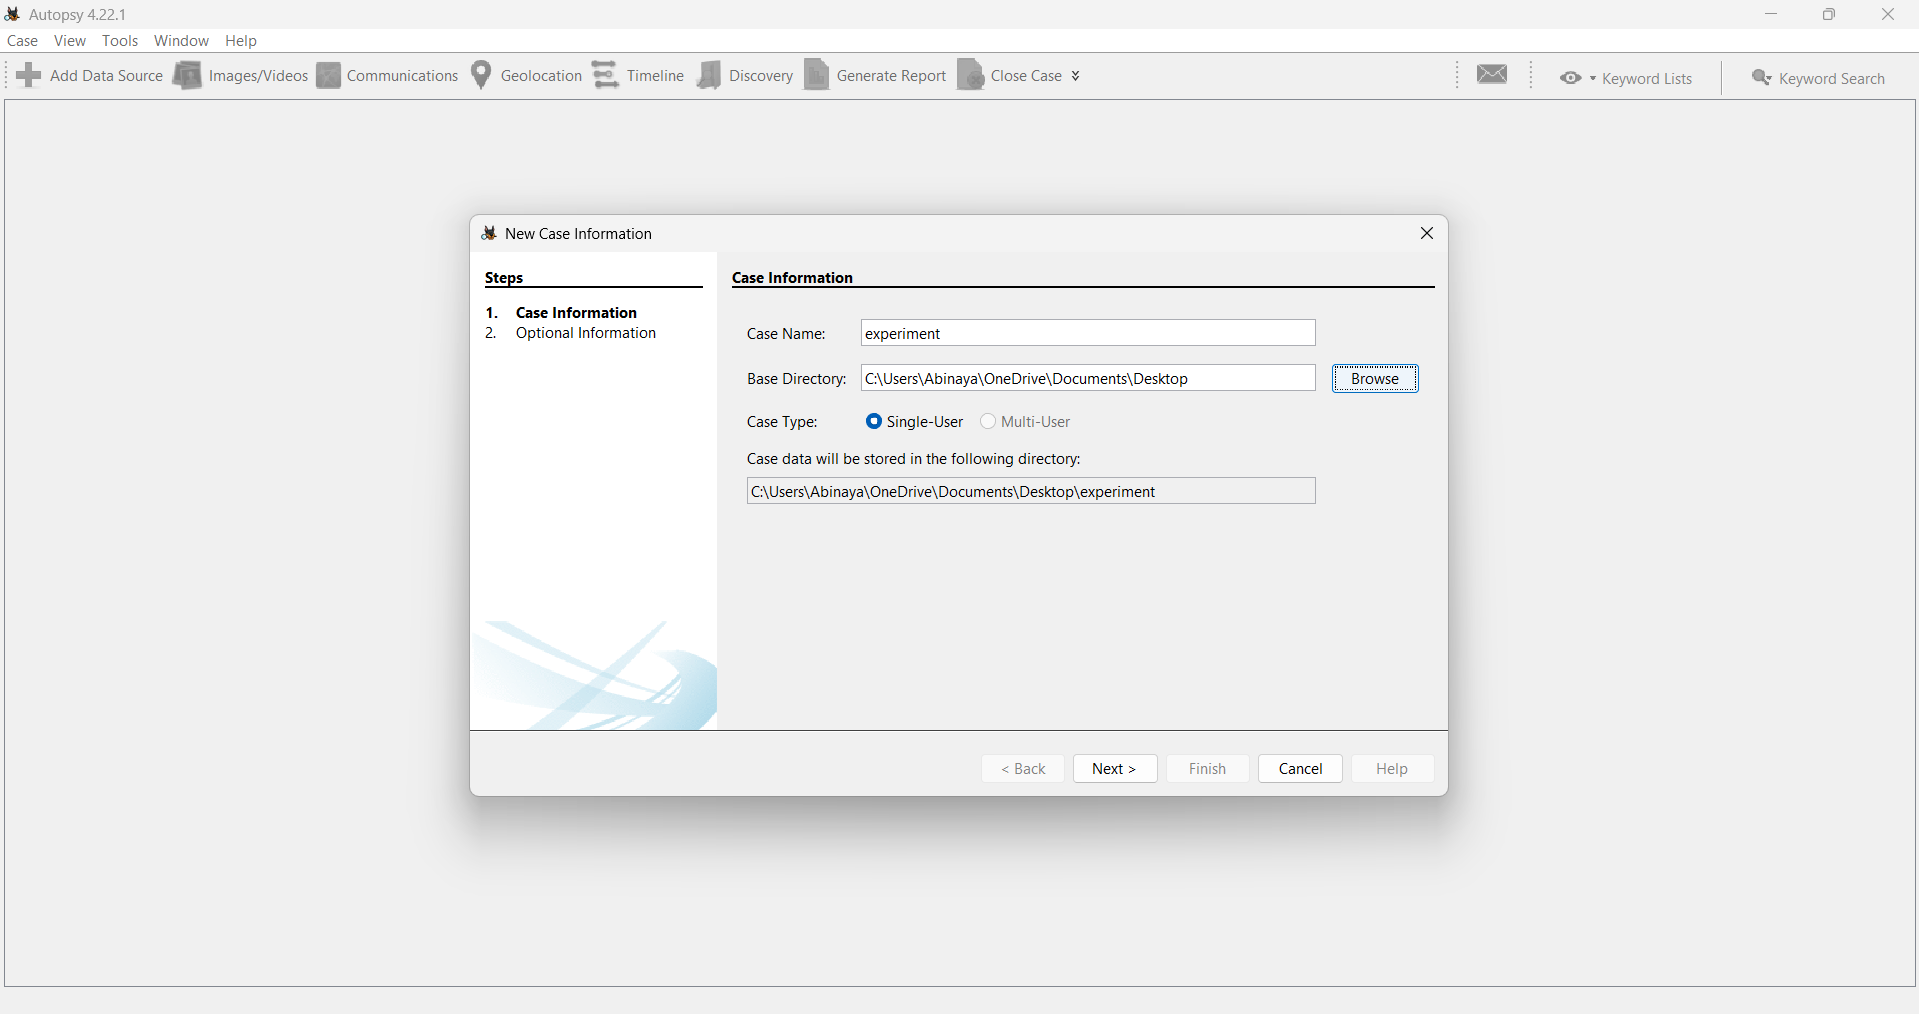 Autopsy 4.22.1
Case View Tools Window Help
Add Data Source Images/Videos Communications Geolocation Timeline Discovery Generate Report Close Case Keyword Lists Keyword Search
New Case Information
Steps
1. Case Information
2. Optional Information
Case Information
Case Name: experiment
Base Directory: C:\Users\Abinaya\OneDrive\Documents\Desktop Browse
Case Type: Single-User Multi-User
Case data will be stored in the following directory:
C:\Users\Abinaya\OneDrive\Documents\Desktop\experiment
< Back Next > Finish Cancel Help